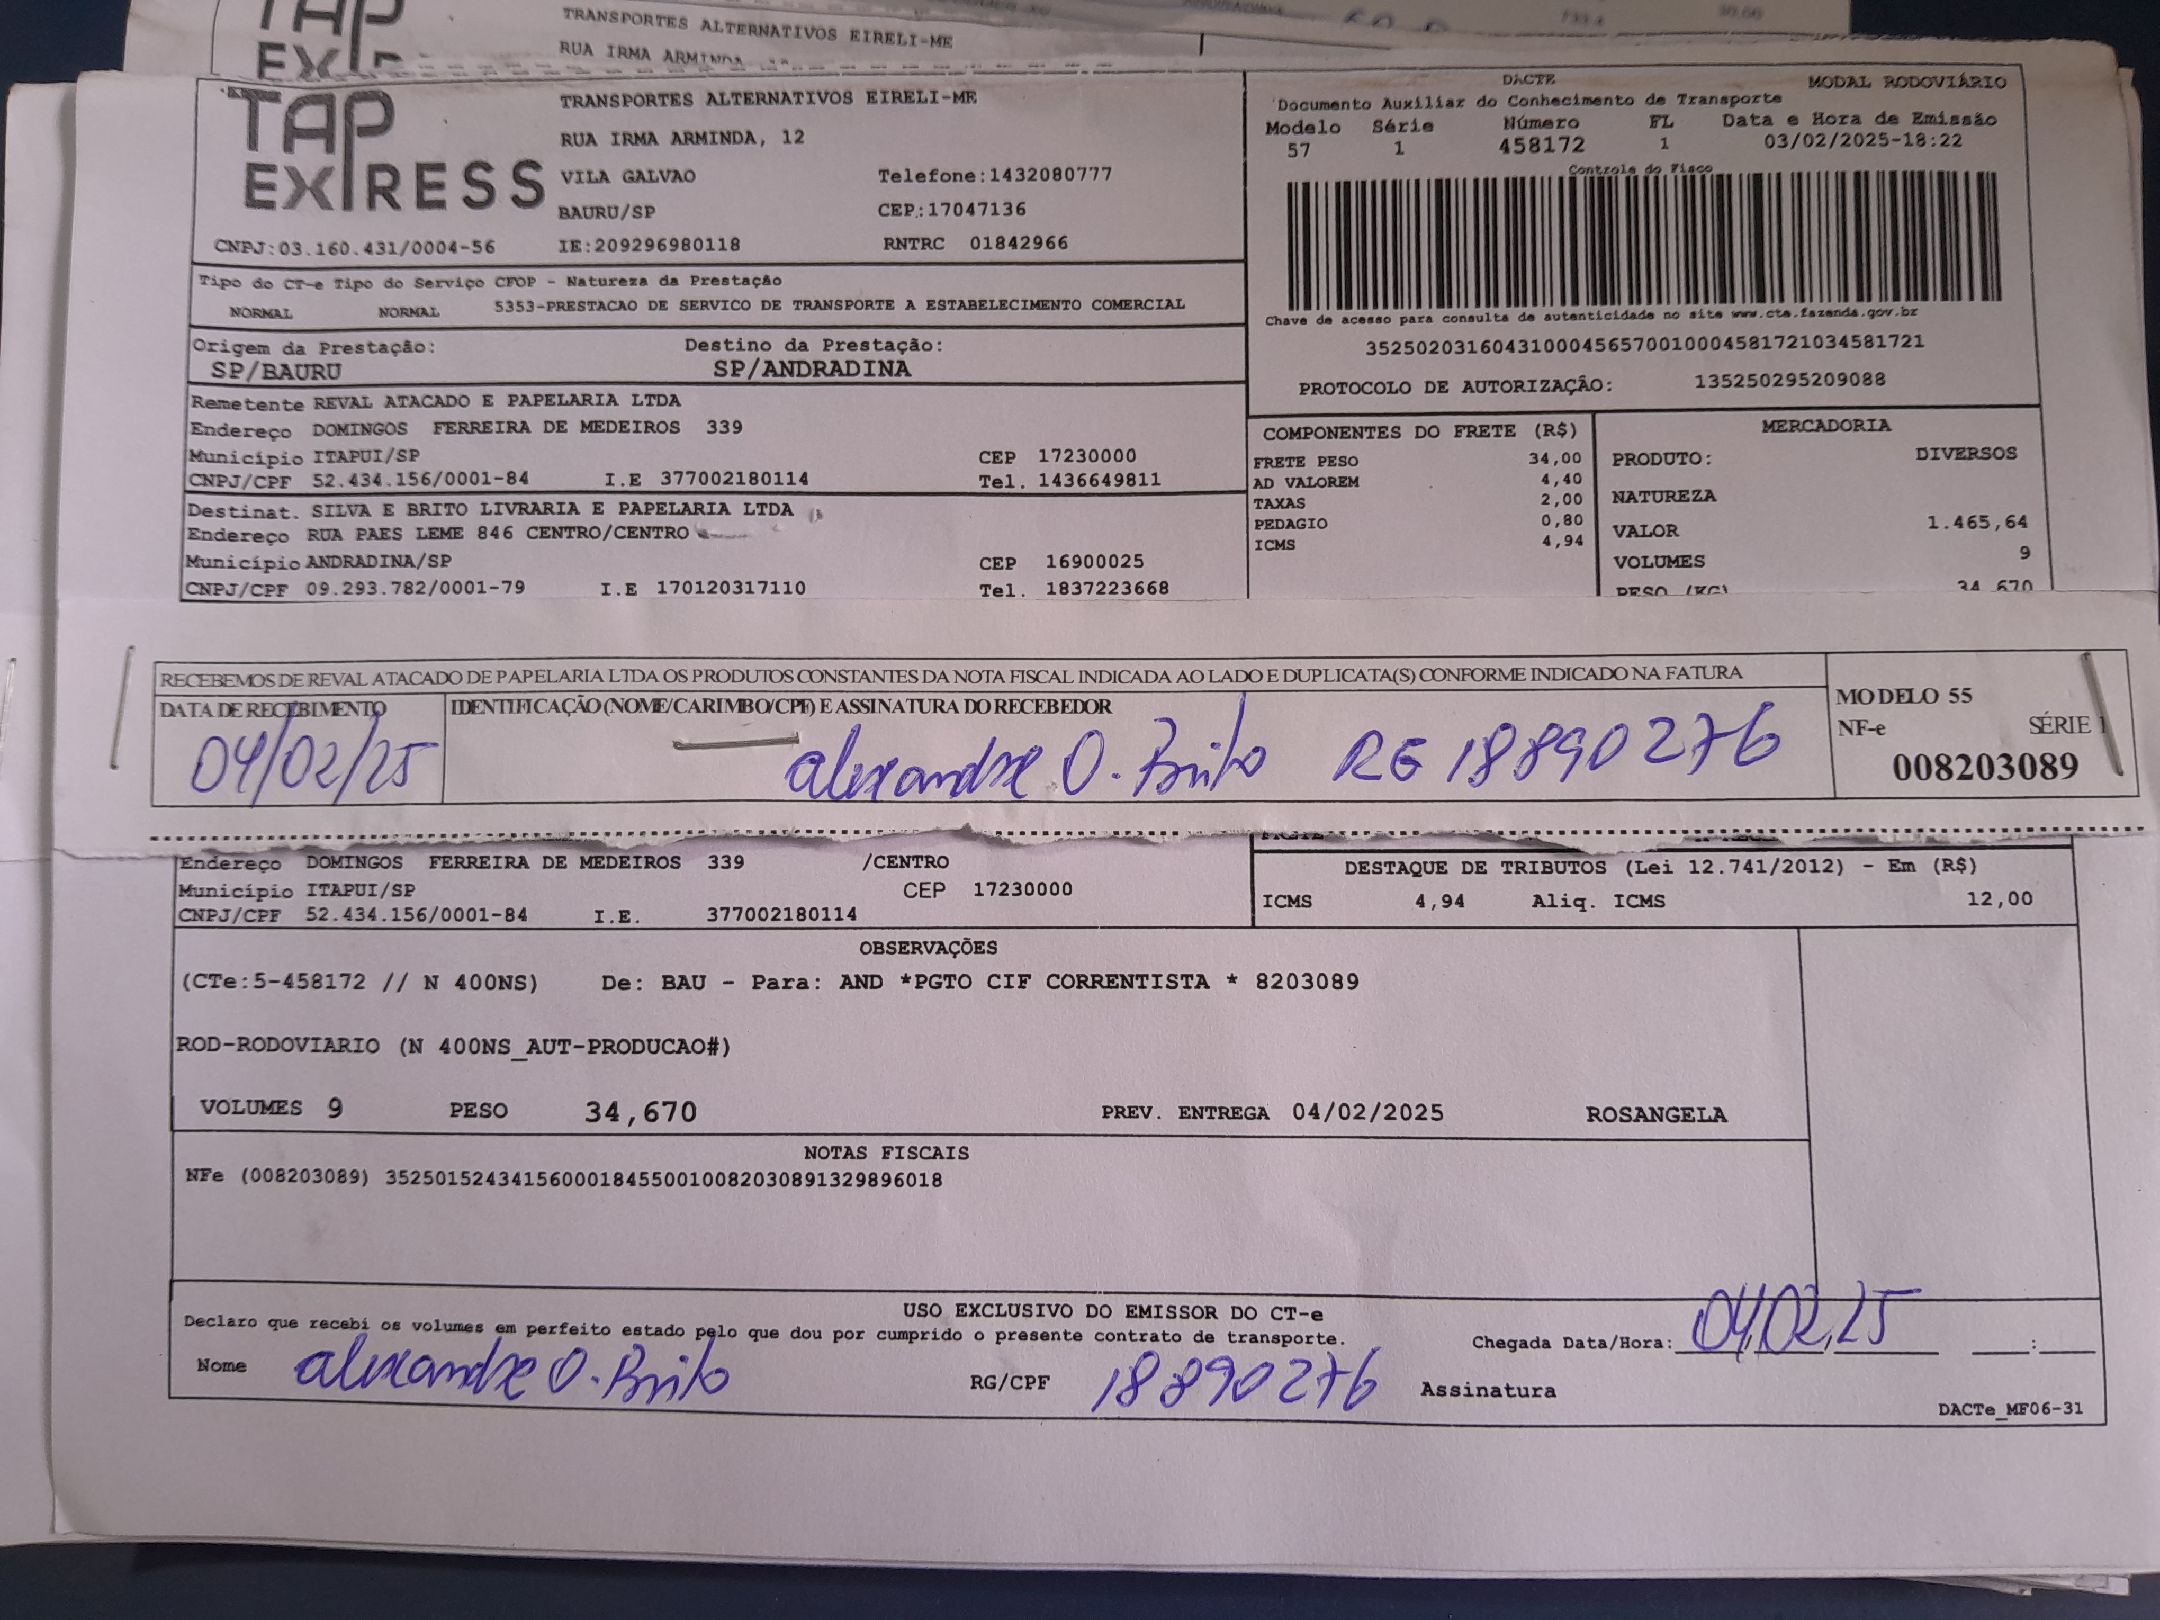 TRANSPORTES ALTERNATIVOS EIRELI-ME
RUA IRMA ARMINDA
TAP EXPRESS
TRANSPORTES ALTERNATIVOS EIRELI-ME
RUA IRMA ARMINDA, 12
VILA GALVAO Telefone:1432080777
BAURU/SP CEP:17047136
CNPJ:03.160.431/0004-56 IE:209296980118 RNTRC 01842966
DACTE MODAL RODOVIÁRIO
Documento Auxiliar do Conhecimento de Transporte
Modelo Série Número FL Data e Hora de Emissão
57 1 458172 1 03/02/2025-18:22
Controle do Fisco
Chave de acesso para consulta de autenticidade no site www.cte.fazenda.gov.br
35250203160431000456570010004581721034581721
PROTOCOLO DE AUTORIZAÇÃO: 135250295209088
Tipo do CT-e Tipo do Serviço CFOP - Natureza da Prestação
NORMAL NORMAL 5353-PRESTACAO DE SERVICO DE TRANSPORTE A ESTABELECIMENTO COMERCIAL
Origem da Prestação: Destino da Prestação:
SP/BAURU SP/ANDRADINA
Remetente REVAL ATACADO E PAPELARIA LTDA
Endereço DOMINGOS FERREIRA DE MEDEIROS 339
Município ITAPUI/SP CEP 17230000
CNPJ/CPF 52.434.156/0001-84 I.E 377002180114 Tel. 1436649811
Destinat. SILVA E BRITO LIVRARIA E PAPELARIA LTDA
Endereço RUA PAES LEME 846 CENTRO/CENTRO
Município ANDRADINA/SP CEP 16900025
CNPJ/CPF 09.293.782/0001-79 I.E 170120317110 Tel. 1837223668
COMPONENTES DO FRETE (R$)
FRETE PESO 34,00
AD VALOREM 4,40
TAXAS 2,00
PEDAGIO 0,80
ICMS 4,94
MERCADORIA
PRODUTO: DIVERSOS
NATUREZA
VALOR 1.465,64
VOLUMES 9
PESO (KG) 34,670
RECEBEMOS DE REVAL ATACADO DE PAPELARIA LTDA OS PRODUTOS CONSTANTES DA NOTA FISCAL INDICADA AO LADO E DUPLICATA(S) CONFORME INDICADO NA FATURA
DATA DE RECEBIMENTO IDENTIFICAÇÃO (NOME/CARIMBO/CPF) E ASSINATURA DO RECEBEDOR
04/02/25 alexandre O. Brito RG 18890276
MODELO 55
NF-e SÉRIE 1
008203089
Endereço DOMINGOS FERREIRA DE MEDEIROS 339 /CENTRO
Município ITAPUI/SP CEP 17230000
CNPJ/CPF 52.434.156/0001-84 I.E. 377002180114
DESTAQUE DE TRIBUTOS (Lei 12.741/2012) - Em (R$)
ICMS 4,94 Aliq. ICMS 12,00
OBSERVAÇÕES
(CTe:5-458172 // N 400NS) De: BAU - Para: AND *PGTO CIF CORRENTISTA * 8203089
ROD-RODOVIARIO (N 400NS_AUT-PRODUCAO#)
VOLUMES 9 PESO 34,670 PREV. ENTREGA 04/02/2025 ROSANGELA
NOTAS FISCAIS
NFe (008203089) 35250152434156000184550010082030891329896018
USO EXCLUSIVO DO EMISSOR DO CT-e
Declaro que recebi os volumes em perfeito estado pelo que dou por cumprido o presente contrato de transporte.
Chegada Data/Hora: 04/02/25 :
Nome alexandre O. Brito RG/CPF 18890276 Assinatura
DACTe_MF06-31